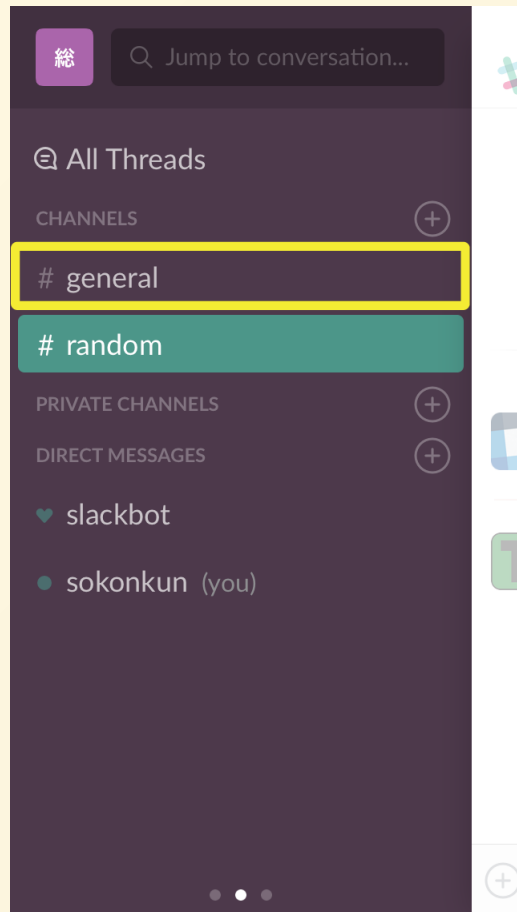 総
Jump to conversation...
All Threads
CHANNELS
# general
# random
PRIVATE CHANNELS
DIRECT MESSAGES
slackbot
sokonkun (you)